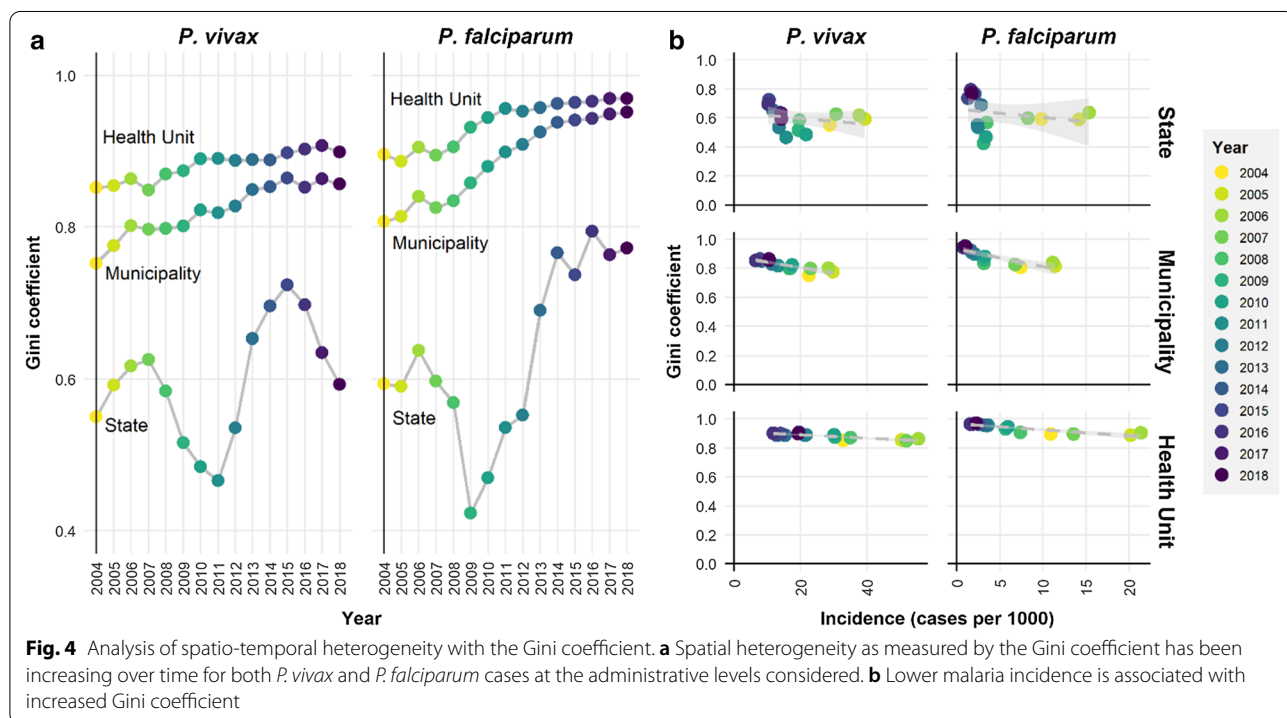 a
P. vivax
P. falciparum
Gini coefficient
1.0
0.8
0.6
0.4
Health Unit
Municipality
State
Health Unit
Municipality
State
2004 2005 2006 2007 2008 2009 2010 2011 2012 2013 2014 2015 2016 2017 2018
2004 2005 2006 2007 2008 2009 2010 2011 2012 2013 2014 2015 2016 2017 2018
Year
b
P. vivax
P. falciparum
Gini coefficient
1.0
0.8
0.6
0.4
0.2
0.0
State
1.0
0.8
0.6
0.4
0.2
0.0
Municipality
1.0
0.8
0.6
0.4
0.2
0.0
Health Unit
0 20 40
0 5 10 15 20
Incidence (cases per 1000)
Year
2004
2005
2006
2007
2008
2009
2010
2011
2012
2013
2014
2015
2016
2017
2018
Fig. 4 Analysis of spatio-temporal heterogeneity with the Gini coefficient. a Spatial heterogeneity as measured by the Gini coefficient has been
increasing over time for both P. vivax and P. falciparum cases at the administrative levels considered. b Lower malaria incidence is associated with
increased Gini coefficient